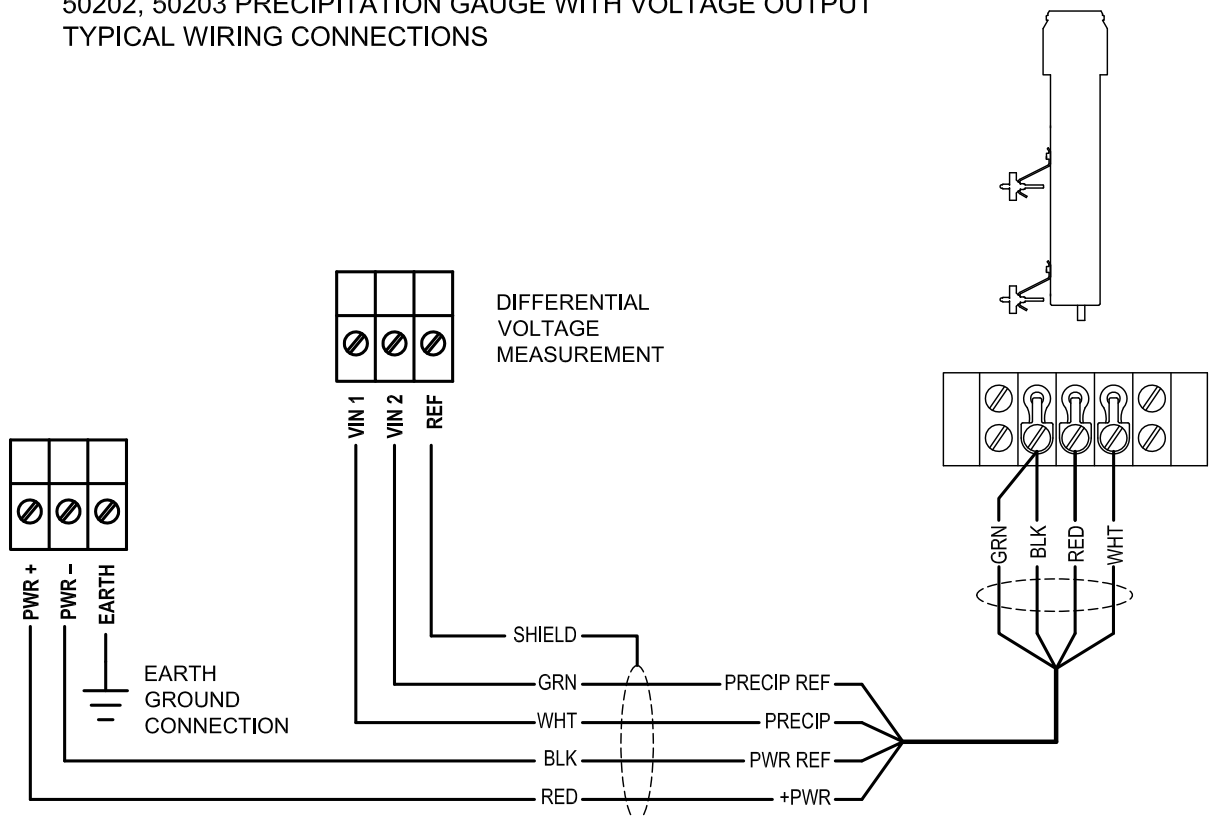 50202, 50203 PRECIPITATION GAUGE WITH VOLTAGE OUTPUT
TYPICAL WIRING CONNECTIONS
DIFFERENTIAL
VOLTAGE
MEASUREMENT
VIN 1
VIN 2
REF
PWR +
PWR –
EARTH
EARTH
GROUND
CONNECTION
GRN
BLK
RED
WHT
SHIELD
GRN PRECIP REF
WHT PRECIP
BLK PWR REF
RED +PWR